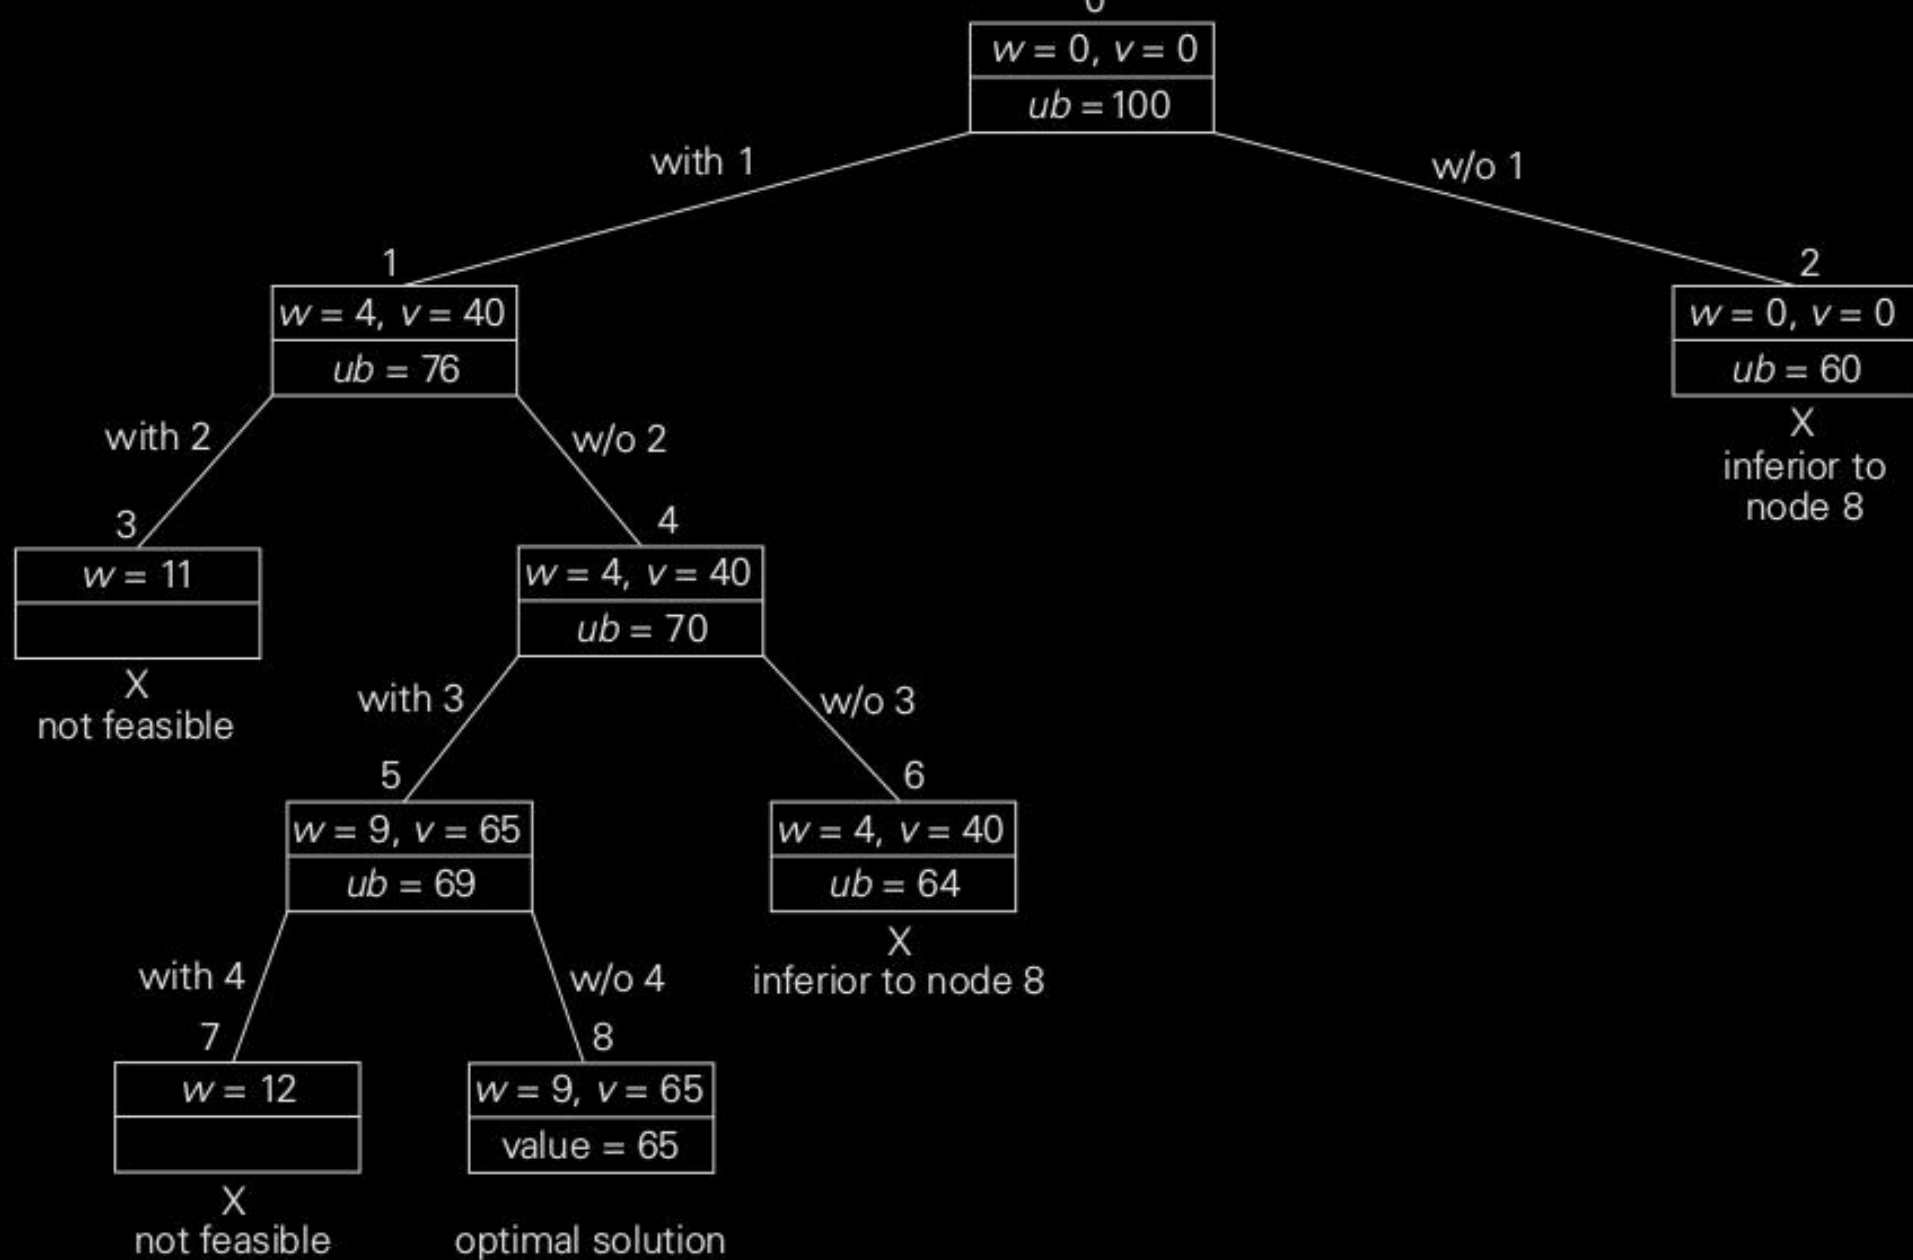 0
w = 0, v = 0
ub = 100
with 1
w/o 1
1
2
w = 4, v = 40
w = 0, v = 0
ub = 76
ub = 60
X
inferior to
node 8
with 2
w/o 2
3
4
w = 11
w = 4, v = 40
ub = 70
X
not feasible
with 3
w/o 3
5
6
w = 9, v = 65
w = 4, v = 40
ub = 69
ub = 64
X
inferior to node 8
with 4
w/o 4
7
8
w = 12
w = 9, v = 65
value = 65
X
not feasible
optimal solution